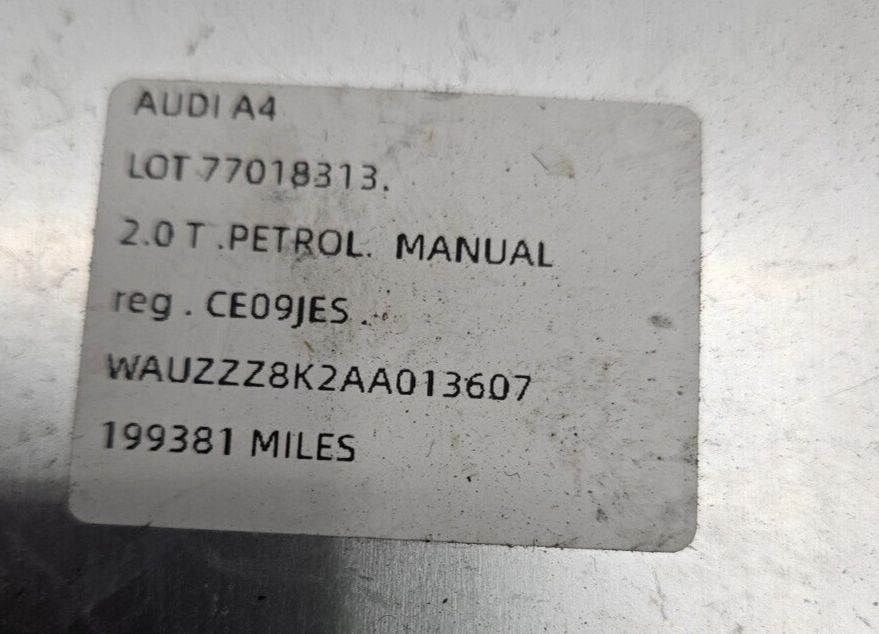 AUDI A4
LOT 77018313.
2.0 T .PETROL. MANUAL
reg . CE09JES .
WAUZZZ8K2AA013607
199381 MILES